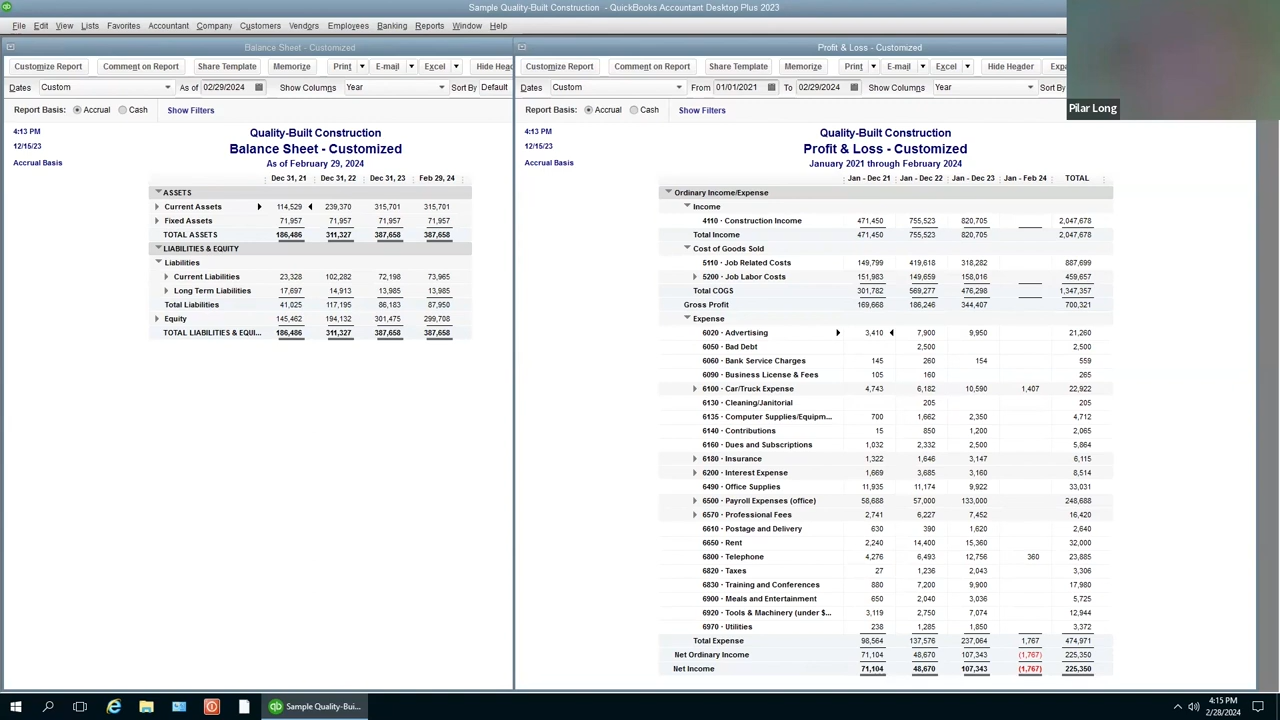 Sample Quality-Built Construction - QuickBooks Accountant Desktop Plus 2023
File Edit View Lists Favorites Accountant Company Customers Vendors Employees Banking Reports Window Help
Balance Sheet - Customized
Customize Report Comment on Report Share Template Memorize Print E-mail Excel Hide Hea
Dates Custom As of 02/29/2024 Show Columns Year Sort By Default
Report Basis: Accrual Cash Show Filters
4:13 PM
12/15/23
Accrual Basis
Quality-Built Construction
Balance Sheet - Customized
As of February 29, 2024
Dec 31, 21 Dec 31, 22 Dec 31, 23 Feb 29, 24
ASSETS
Current Assets 114,529 239,370 315,701 315,701
Fixed Assets 71,957 71,957 71,957 71,957
TOTAL ASSETS 186,486 311,327 387,658 387,658
LIABILITIES & EQUITY
Liabilities
Current Liabilities 23,328 102,282 72,198 73,965
Long Term Liabilities 17,697 14,913 13,985 13,985
Total Liabilities 41,025 117,195 86,183 87,950
Equity 145,462 194,132 301,475 299,708
TOTAL LIABILITIES & EQUI... 186,486 311,327 387,658 387,658
Profit & Loss - Customized
Customize Report Comment on Report Share Template Memorize Print E-mail Excel Hide Header Exp
Dates Custom From 01/01/2021 To 02/29/2024 Show Columns Year Sort By
Report Basis: Accrual Cash Show Filters
4:13 PM
12/15/23
Accrual Basis
Quality-Built Construction
Profit & Loss - Customized
January 2021 through February 2024
Jan - Dec 21 Jan - Dec 22 Jan - Dec 23 Jan - Feb 24 TOTAL
Ordinary Income/Expense
Income
4110 · Construction Income 471,450 755,523 820,705 2,047,678
Total Income 471,450 755,523 820,705 2,047,678
Cost of Goods Sold
5110 · Job Related Costs 149,799 419,618 318,282 887,699
5200 · Job Labor Costs 151,983 149,659 158,016 459,657
Total COGS 301,782 569,277 476,298 1,347,357
Gross Profit 169,668 186,246 344,407 700,321
Expense
6020 · Advertising 3,410 7,900 9,950 21,260
6050 · Bad Debt 2,500 2,500
6060 · Bank Service Charges 145 260 154 559
6090 · Business License & Fees 105 160 265
6100 · Car/Truck Expense 4,743 6,182 10,590 1,407 22,922
6130 · Cleaning/Janitorial 205 205
6135 · Computer Supplies/Equipm... 700 1,662 2,350 4,712
6140 · Contributions 15 850 1,200 2,065
6160 · Dues and Subscriptions 1,032 2,332 2,500 5,864
6180 · Insurance 1,322 1,646 3,147 6,115
6200 · Interest Expense 1,669 3,685 3,160 8,514
6490 · Office Supplies 11,935 11,174 9,922 33,031
6500 · Payroll Expenses (office) 58,688 57,000 133,000 248,688
6570 · Professional Fees 2,741 6,227 7,452 16,420
6610 · Postage and Delivery 630 390 1,620 2,640
6650 · Rent 2,240 14,400 15,360 32,000
6800 · Telephone 4,276 6,493 12,756 360 23,885
6820 · Taxes 27 1,236 2,043 3,306
6830 · Training and Conferences 880 7,200 9,900 17,980
6900 · Meals and Entertainment 650 2,040 3,036 5,725
6920 · Tools & Machinery (under $... 3,119 2,750 7,074 12,944
6970 · Utilities 238 1,285 1,850 3,372
Total Expense 98,564 137,576 237,064 1,767 474,971
Net Ordinary Income 71,104 48,670 107,343 (1,767) 225,350
Net Income 71,104 48,670 107,343 (1,767) 225,350
Pilar Long
Sample Quality-Bui...
4:15 PM
2/28/2024